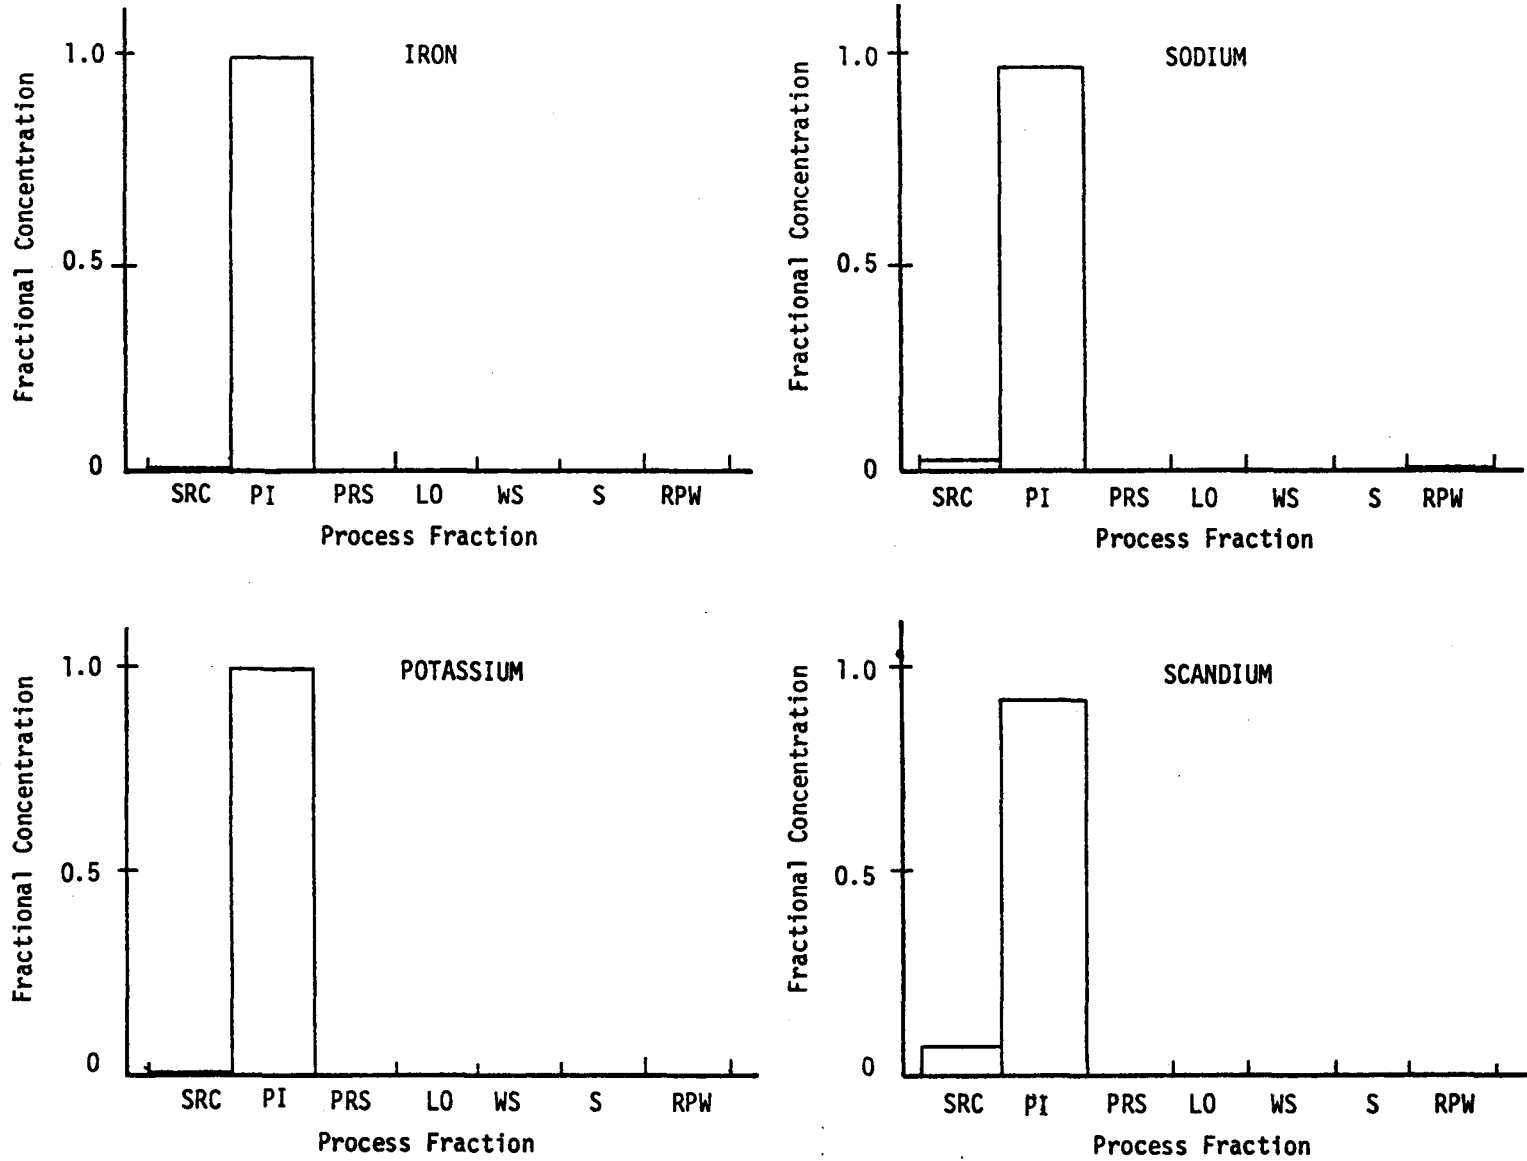 IRON
Fractional Concentration
1.0
0.5
0
SRC PI PRS LO WS S RPW
Process Fraction
SODIUM
Fractional Concentration
1.0
0.5
0
SRC PI PRS LO WS S RPW
Process Fraction
POTASSIUM
Fractional Concentration
1.0
0.5
0
SRC PI PRS LO WS S RPW
Process Fraction
SCANDIUM
Fractional Concentration
1.0
0.5
0
SRC PI PRS LO WS S RPW
Process Fraction